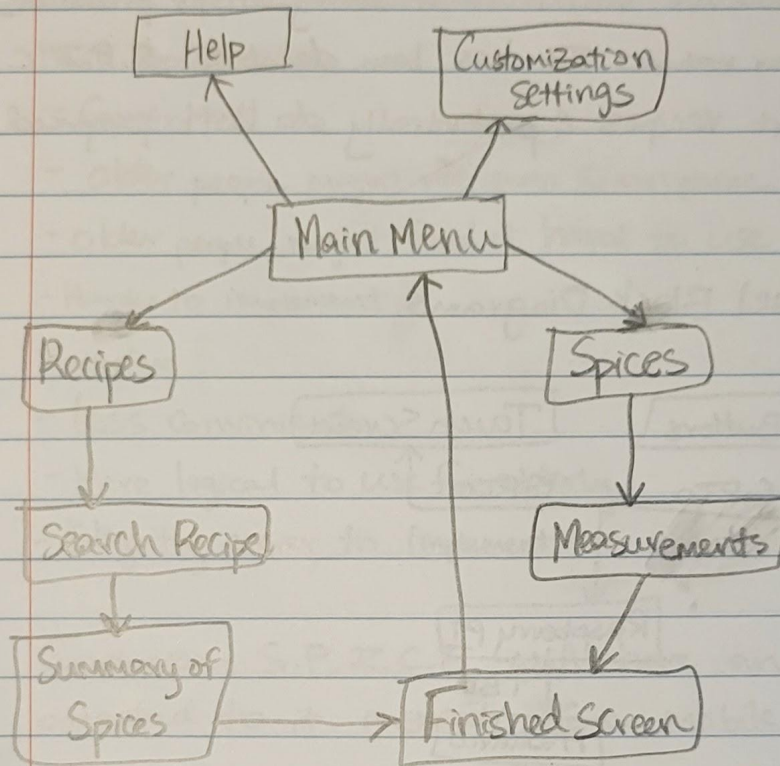 Help
Customization
Settings
Main Menu
Recipes
Spices
Search Recipe
Measurements
Summary of
Spices
Finished Screen